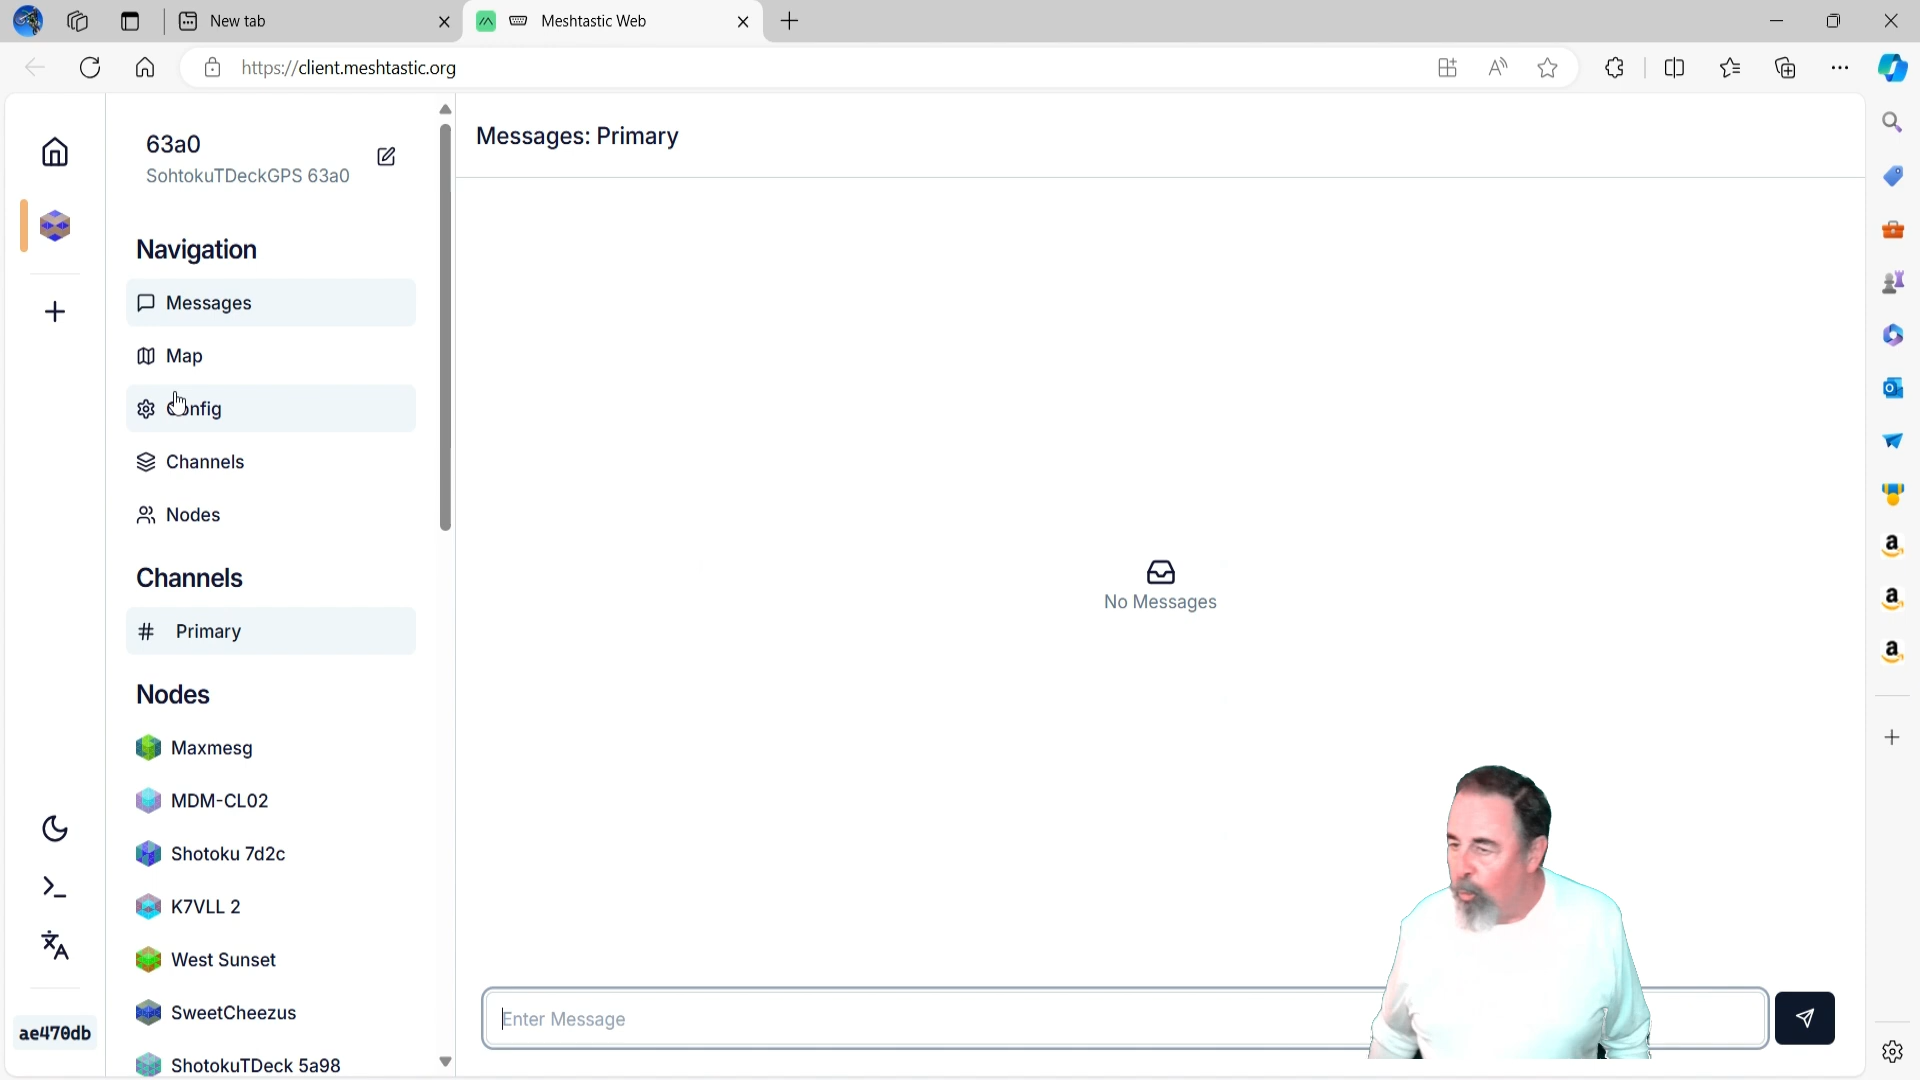 New tab
Meshtastic Web
https://client.meshtastic.org
63a0
SohtokuTDeckGPS 63a0
Navigation
Messages
Map
Config
Channels
Nodes
Channels
# Primary
Nodes
Maxmesg
MDM-CL02
Shotoku 7d2c
K7VLL 2
West Sunset
SweetCheezus
ShotokuTDeck 5a98
ae470db
Messages: Primary
No Messages
Enter Message